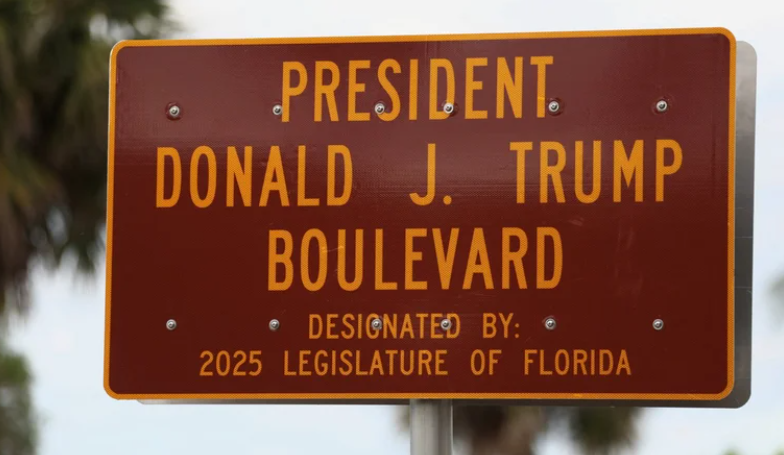 PRESIDENT
DONALD J. TRUMP
BOULEVARD
DESIGNATED BY:
2025 LEGISLATURE OF FLORIDA